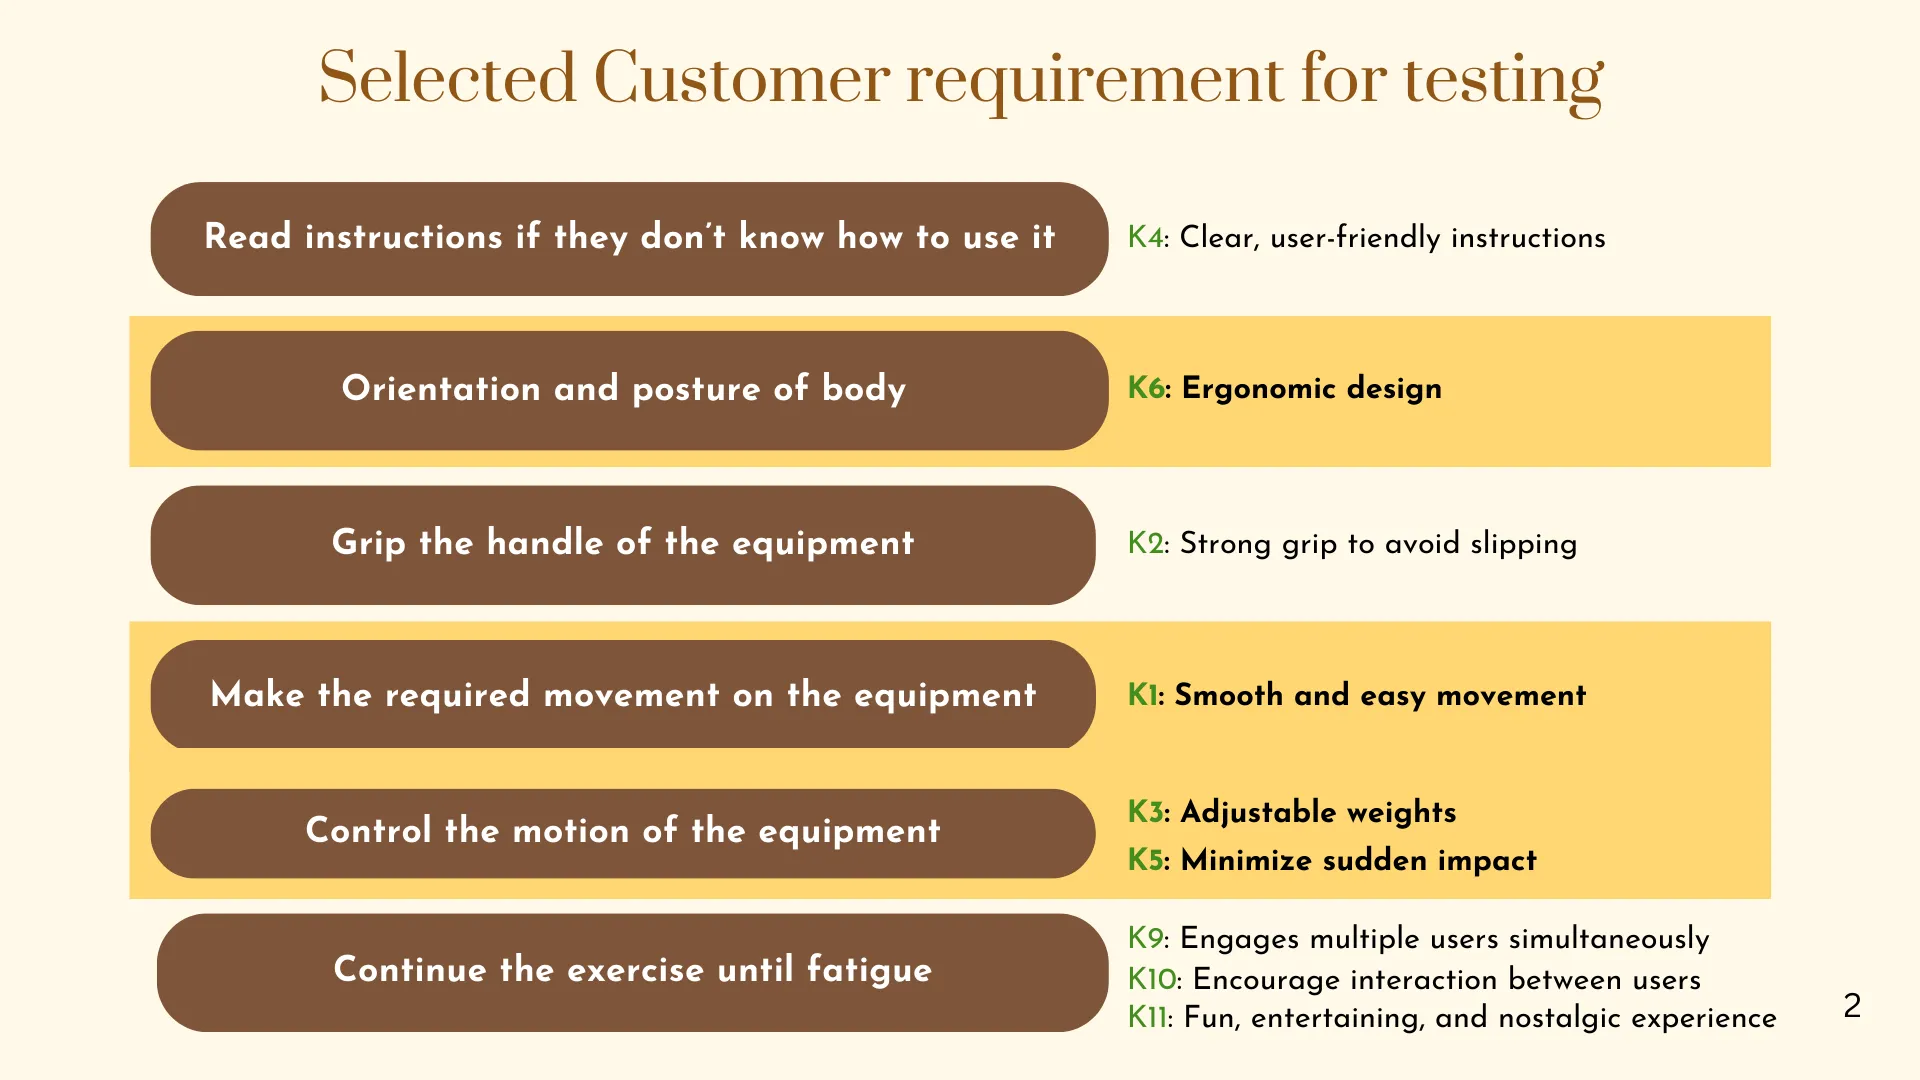 Selected Customer requirement for testing
Read instructions if they don’t know how to use it
K4: Clear, user-friendly instructions
Orientation and posture of body
K6: Ergonomic design
Grip the handle of the equipment
K2: Strong grip to avoid slipping
Make the required movement on the equipment
K1: Smooth and easy movement
Control the motion of the equipment
K3: Adjustable weights
K5: Minimize sudden impact
Continue the exercise until fatigue
K9: Engages multiple users simultaneously
K10: Encourage interaction between users
K11: Fun, entertaining, and nostalgic experience
2